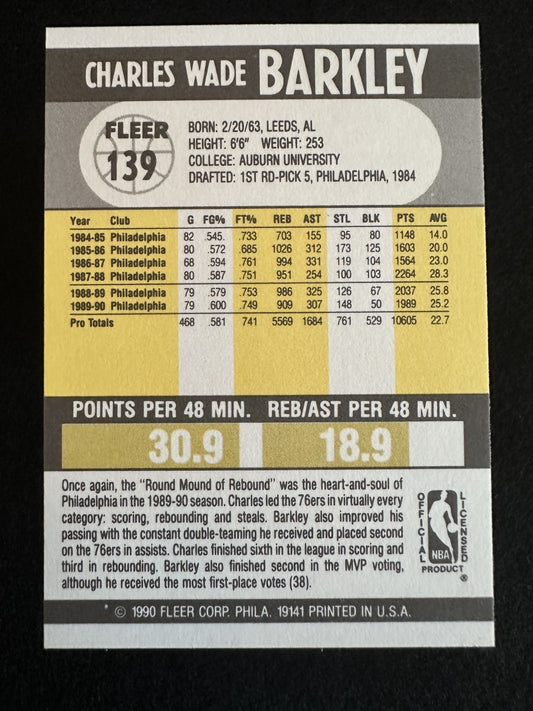 CHARLES WADE BARKLEY
FLEER
139
BORN: 2/20/63, LEEDS, AL
HEIGHT: 6'6" WEIGHT: 253
COLLEGE: AUBURN UNIVERSITY
DRAFTED: 1ST RD-PICK 5, PHILADELPHIA, 1984
Year Club G FG% FT% REB AST STL BLK PTS AVG
1984-85 Philadelphia 82 .545. .733 703 155 95 80 1148 14.0
1985-86 Philadelphia 80 .572 .685 1026 312 173 125 1603 20.0
1986-87 Philadelphia 68 .594 .761 994 331 119 104 1564 23.0
1987-88 Philadelphia 80 .587 .751 951 254 100 103 2264 28.3
1988-89 Philadelphia 79 .579 .753 986 325 126 67 2037 25.8
1989-90 Philadelphia 79 .600 .749 909 307 148 50 1989 25.2
Pro Totals 468 .581 .741 5569 1684 761 529 10605 22.7
POINTS PER 48 MIN. REB/AST PER 48 MIN.
30.9 18.9
Once again, the "Round Mound of Rebound" was the heart-and-soul of
Philadelphia in the 1989-90 season. Charles led the 76ers in virtually every
category: scoring, rebounding and steals. Barkley also improved his
passing with the constant double-teaming he received and placed second
on the 76ers in assists. Charles finished sixth in the league in scoring and
third in rebounding. Barkley also finished second in the MVP voting,
although he received the most first-place votes (38).
OFFICIAL
LICENSED
NBA
PRODUCT ®
* © 1990 FLEER CORP. PHILA. 19141 PRINTED IN U.S.A.